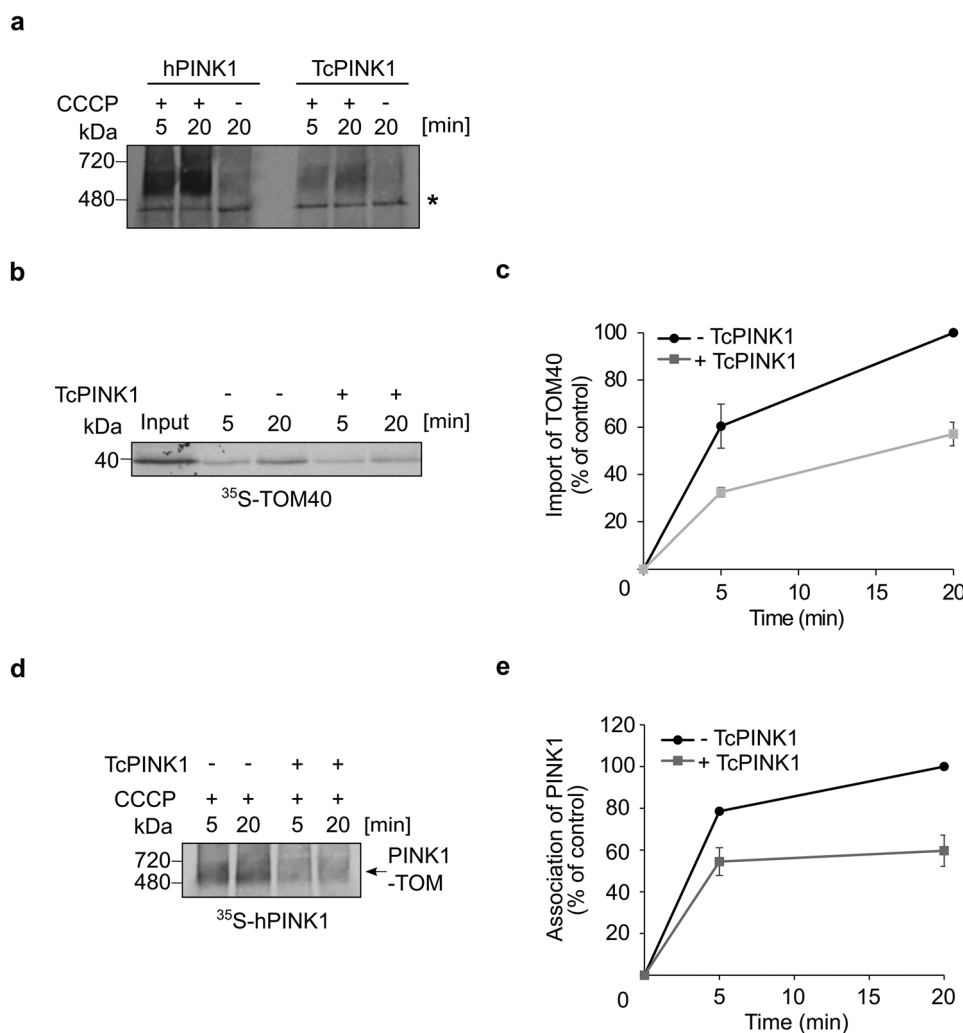 a
hPINK1 TcPINK1
CCCP + + - + + -
kDa 5 20 20 5 20 20 [min]
720
480
*
b
TcPINK1 - - + +
kDa Input 5 20 5 20 [min]
40
³⁵S-TOM40
c
Import of TOM40
(% of control)
100
80
60
40
20
0
- TcPINK1
+ TcPINK1
5 10 15 20
Time (min)
d
TcPINK1 - - + +
CCCP + + + +
kDa 5 20 5 20 [min]
720
480
PINK1
-TOM
³⁵S-hPINK1
e
Association of PINK1
(% of control)
120
100
80
60
40
20
0
- TcPINK1
+ TcPINK1
5 10 15 20
Time (min)